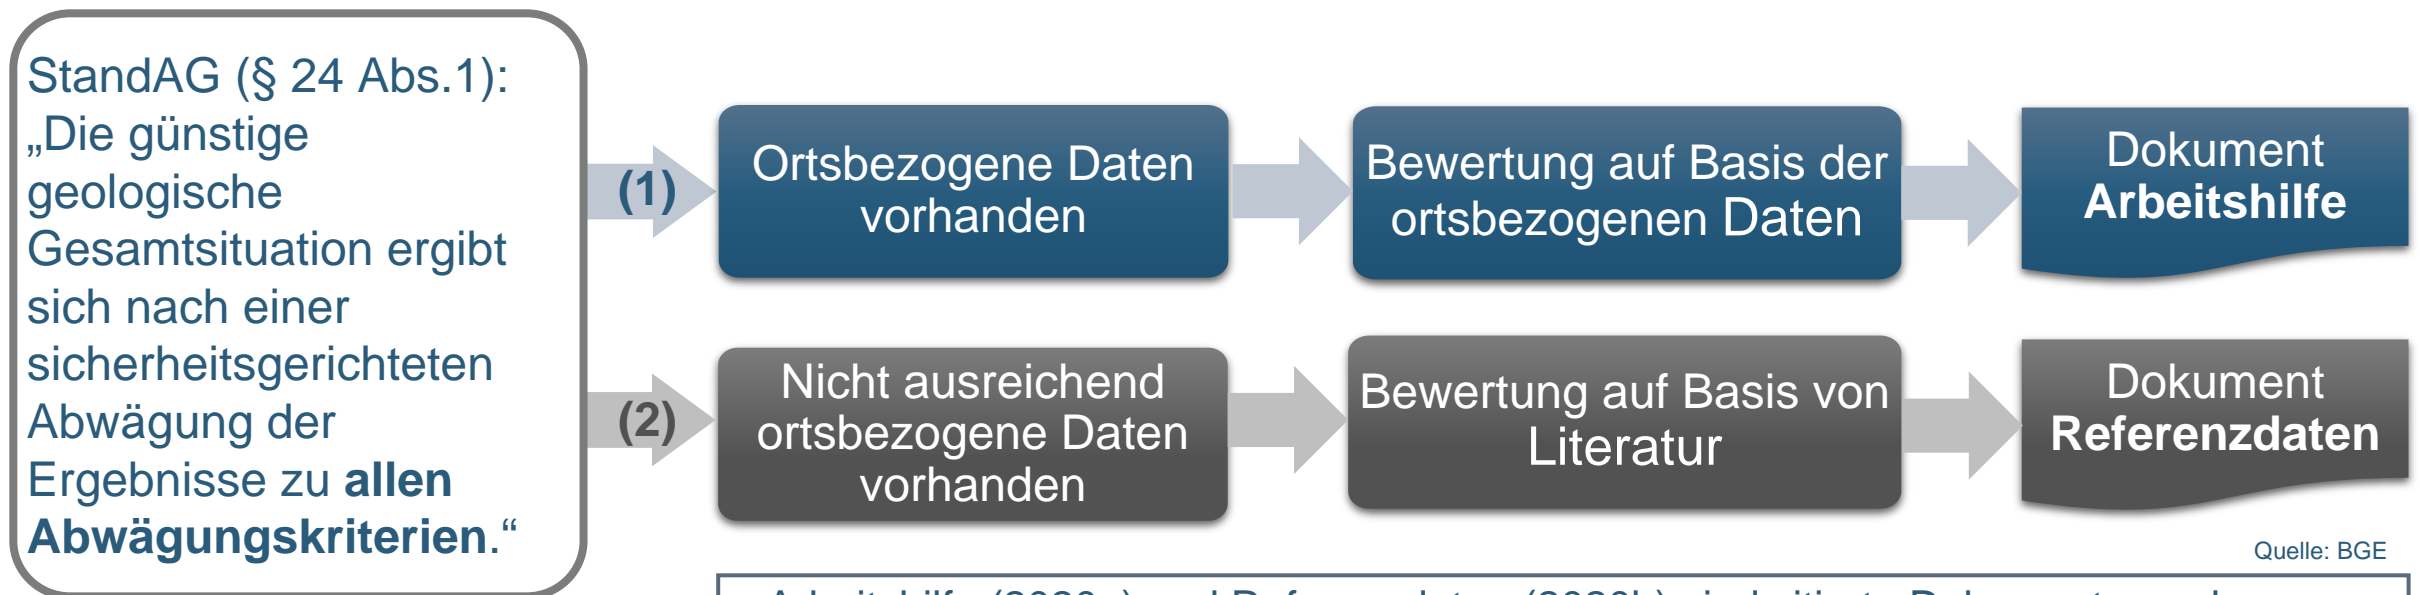 StandAG (§ 24 Abs.1):
„Die günstige
geologische
Gesamtsituation ergibt
sich nach einer
sicherheitsgerichteten
Abwägung der
Ergebnisse zu allen
Abwägungskriterien.“
(1)
Ortsbezogene Daten
vorhanden
Bewertung auf Basis der
ortsbezogenen Daten
Dokument
Arbeitshilfe
(2)
Nicht ausreichend
ortsbezogene Daten
vorhanden
Bewertung auf Basis von
Literatur
Dokument
Referenzdaten
Quelle: BGE